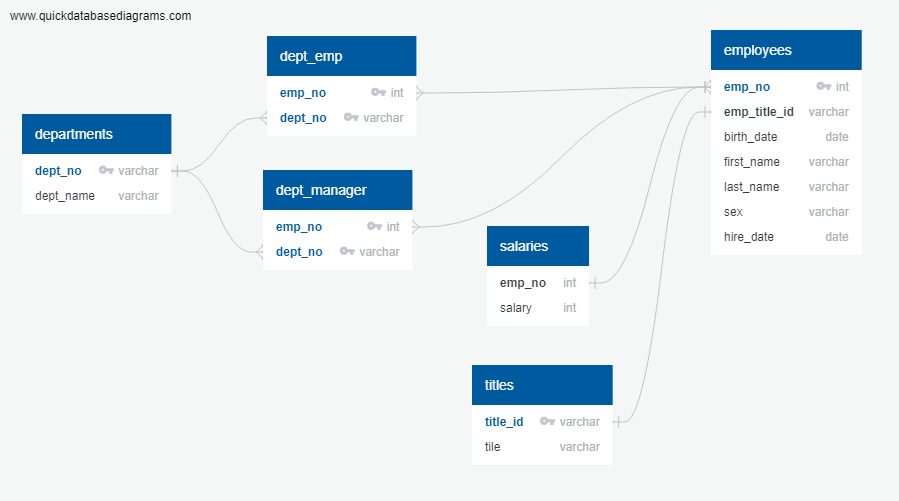 www.quickdatabasediagrams.com
departments
dept_no varchar
dept_name varchar
dept_emp
emp_no int
dept_no varchar
dept_manager
emp_no int
dept_no varchar
salaries
emp_no int
salary int
titles
title_id varchar
tile varchar
employees
emp_no int
emp_title_id varchar
birth_date date
first_name varchar
last_name varchar
sex varchar
hire_date date